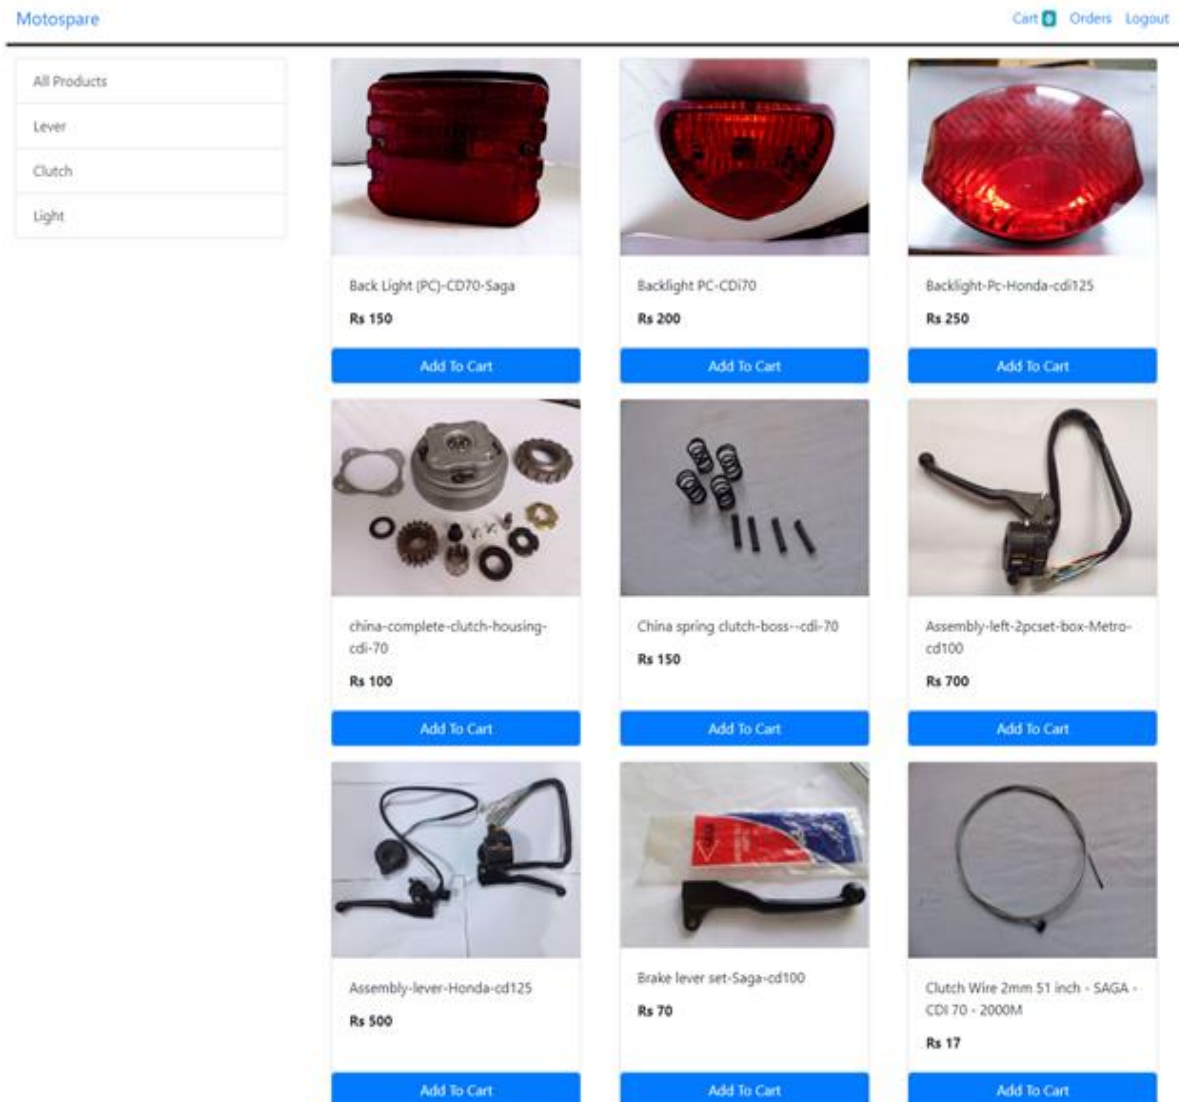 Motospare
Cart 0 Orders Logout
All Products
Lever
Clutch
Light
Back Light (PC)-CD70-Saga
Rs 150
Add To Cart
Backlight PC-CDi70
Rs 200
Add To Cart
Backlight-Pc-Honda-cdi125
Rs 250
Add To Cart
china-complete-clutch-housing-
cdi-70
Rs 100
Add To Cart
China spring clutch-boss--cdi-70
Rs 150
Add To Cart
Assembly-left-2pcset-box-Metro-
cd100
Rs 700
Add To Cart
Assembly-lever-Honda-cd125
Rs 500
Add To Cart
Brake lever set-Saga-cd100
Rs 70
Add To Cart
Clutch Wire 2mm 51 inch - SAGA -
CDI 70 - 2000M
Rs 17
Add To Cart